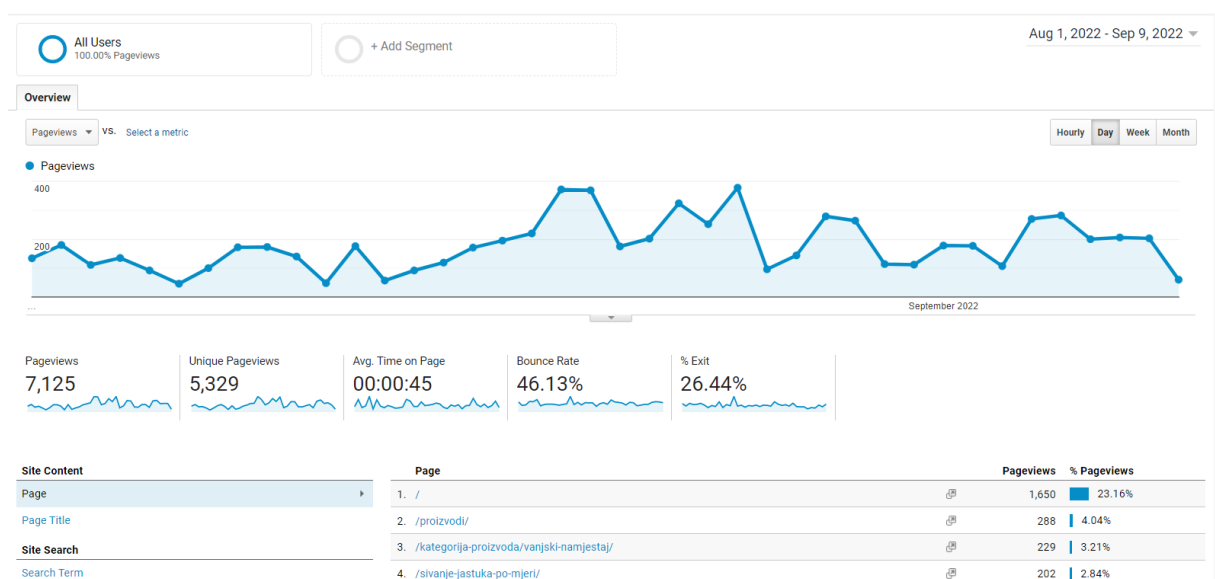 All Users
100.00% Pageviews
+ Add Segment
Aug 1, 2022 - Sep 9, 2022
Overview
Pageviews VS. Select a metric
Hourly Day Week Month
Pageviews
400
200
...
September 2022
Pageviews Unique Pageviews Avg. Time on Page Bounce Rate % Exit
7,125 5,329 00:00:45 46.13% 26.44%
Site Content
Page
Page Title
Site Search
Search Term
Page Pageviews % Pageviews
1. / 1,650 23.16%
2. /proizvodi/ 288 4.04%
3. /kategorija-proizvoda/vanjski-namjestaj/ 229 3.21%
4. /sivanje-jastuka-po-mjeri/ 202 2.84%